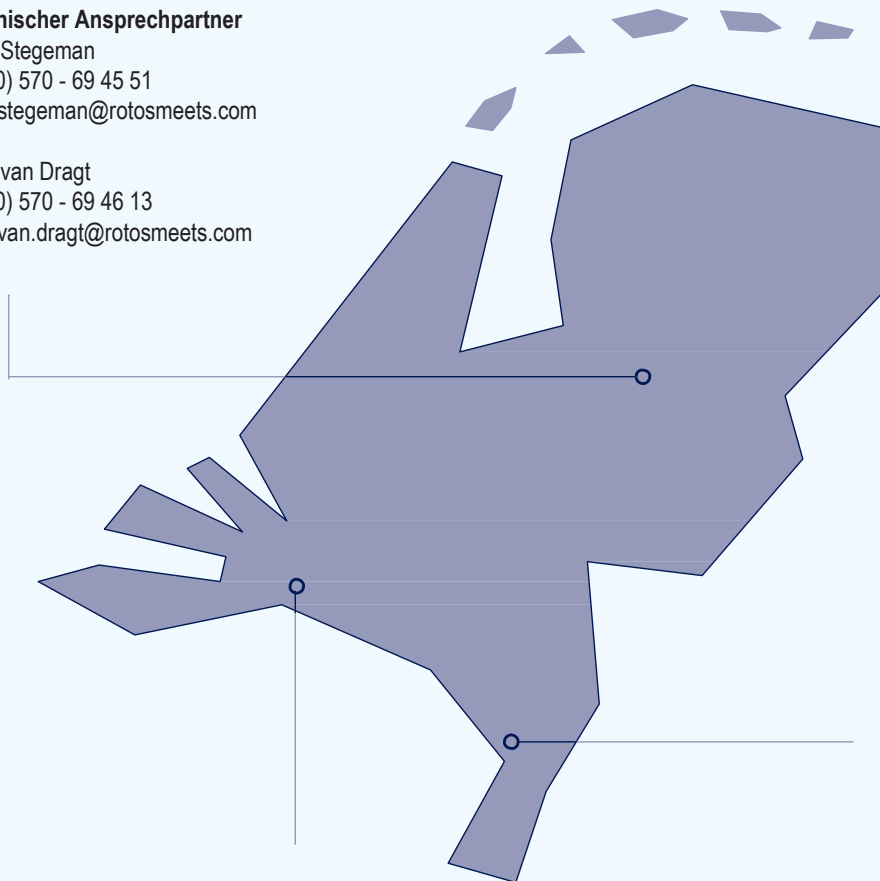 nischer Ansprechpartner
Stegeman
0) 570 - 69 45 51
stegeman@rotosmeets.com
van Dragt
0) 570 - 69 46 13
van.dragt@rotosmeets.com